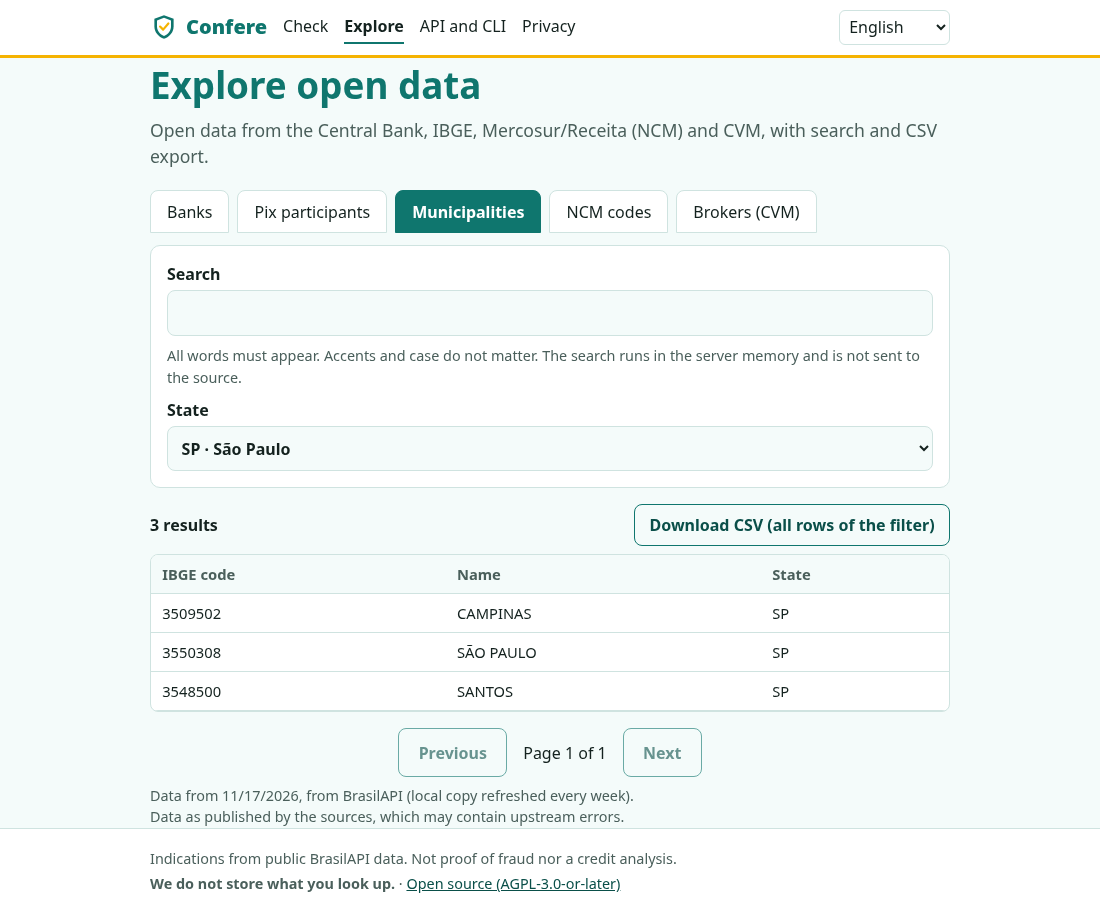 Confere Check Explore API and CLI Privacy English
Explore open data
Open data from the Central Bank, IBGE, Mercosur/Receita (NCM) and CVM, with search and CSV
export.
Banks Pix participants Municipalities NCM codes Brokers (CVM)
Search
All words must appear. Accents and case do not matter. The search runs in the server memory and is not sent to
the source.
State
SP · São Paulo
3 results Download CSV (all rows of the filter)
IBGE code Name State
3509502 CAMPINAS SP
3550308 SÃO PAULO SP
3548500 SANTOS SP
Previous Page 1 of 1 Next
Data from 11/17/2026, from BrasilAPI (local copy refreshed every week).
Data as published by the sources, which may contain upstream errors.
Indications from public BrasilAPI data. Not proof of fraud nor a credit analysis.
We do not store what you look up. · Open source (AGPL-3.0-or-later)